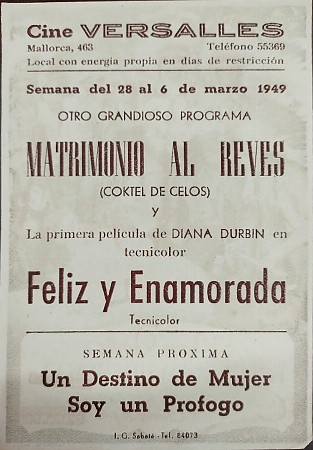 Cine VERSALLES
Mallorca, 463 Teléfono 55369
Local con energía propia en días de restricción
Semana del 28 al 6 de marzo 1949
OTRO GRANDIOSO PROGRAMA
MATRIMONIO AL REVES
(COKTEL DE CELOS)
y
La primera película de DIANA DURBIN en
tecnicolor
Feliz y Enamorada
Tecnicolor
SEMANA PROXIMA
Un Destino de Mujer
Soy un Profogo
I. G. Sabaté - Tel. 84073